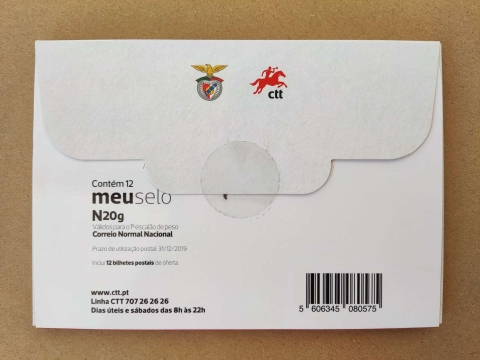 ctt
Contém 12
meuselo
N20g
Válidos para o 1º escalão de peso
Correio Normal Nacional
Prazo de utilização postal: 31/12/2019
Inclui 12 bilhetes postais de oferta.
www.ctt.pt
Linha CTT 707 26 26 26
Dias úteis e sábados das 8h às 22h
5 606345 080575